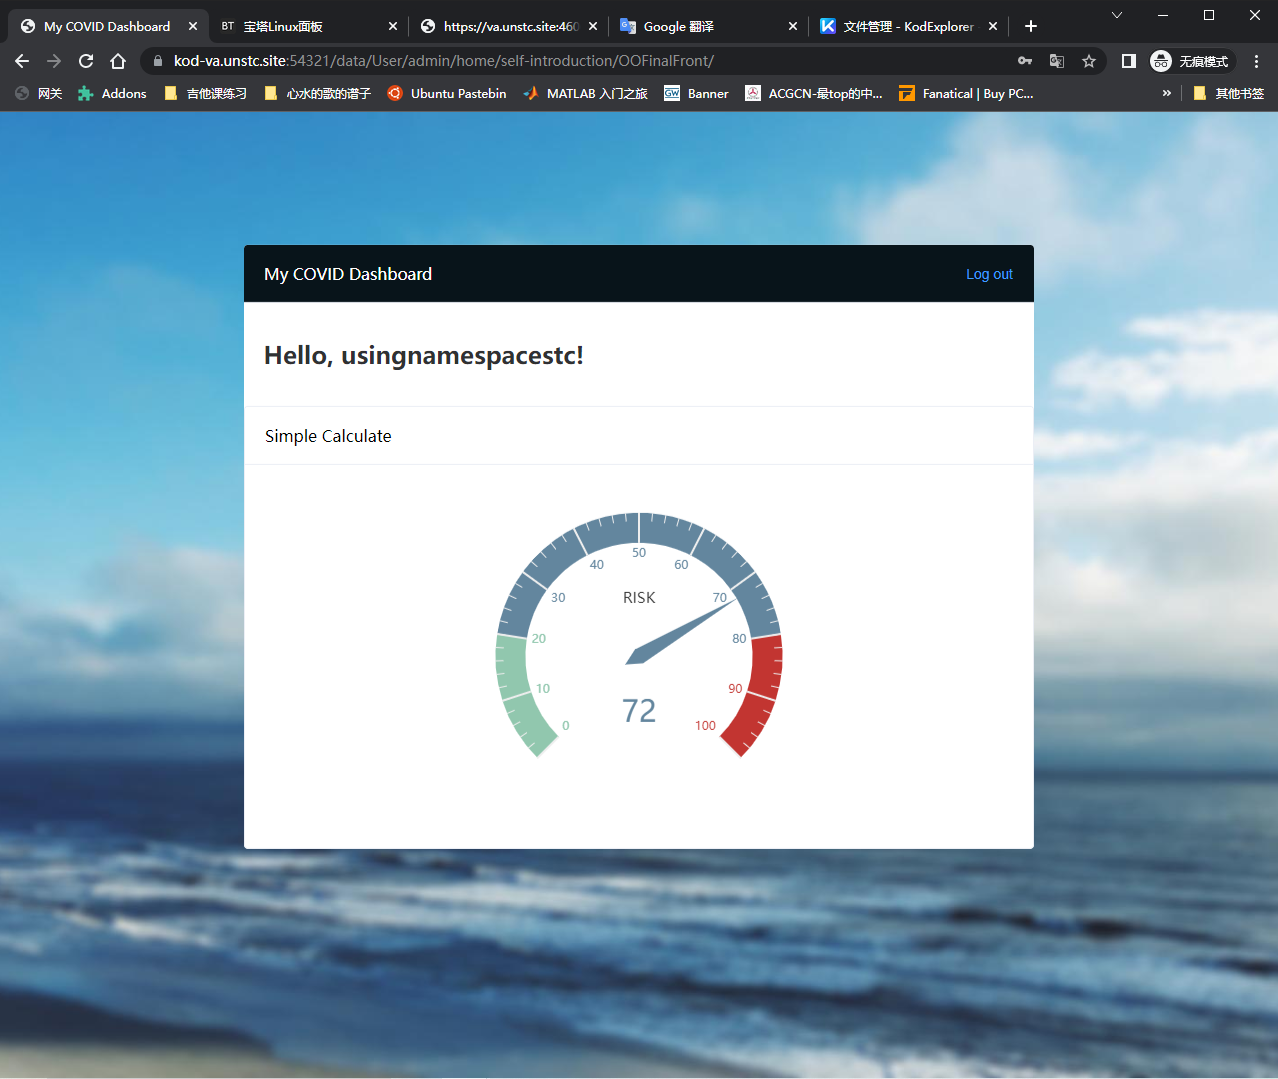 My COVID Dashboard
BT 宝塔Linux面板
https://va.unstc.site:460
Google 翻译
文件管理 - KodExplorer
kod-va.unstc.site:54321/data/User/admin/home/self-introduction/OOFinalFront/
无痕模式
网关
Addons
吉他课练习
心水的歌的谱子
Ubuntu Pastebin
MATLAB 入门之旅
GW Banner
ACGCN-最top的中...
Fanatical | Buy PC...
»
其他书签
My COVID Dashboard
Log out
Hello, usingnamespacestc!
Simple Calculate
50
40
60
30
RISK
70
20
80
10
90
72
0
100